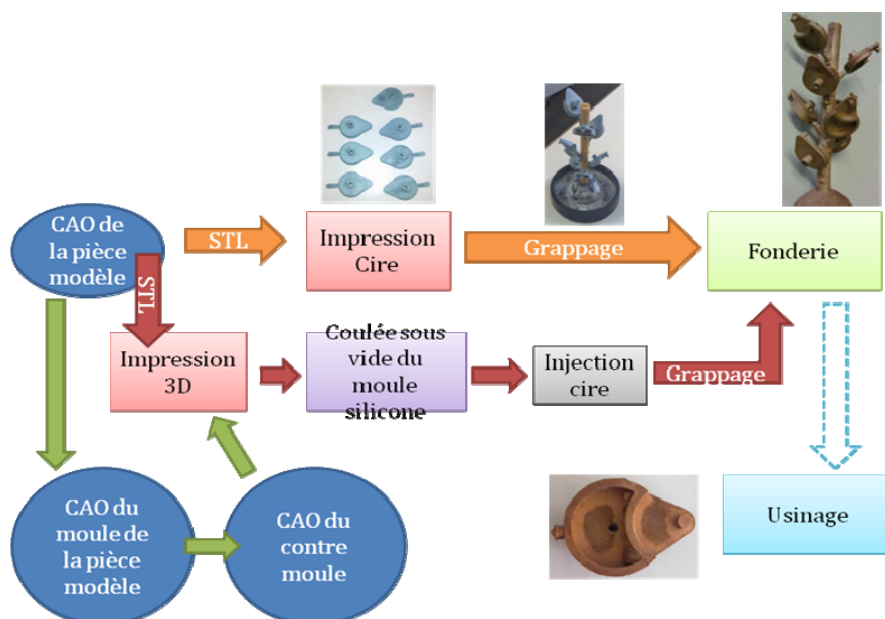 CAO de
la pièce
modèle
STL
Impression
Cire
Grappage
Fonderie
STL
Impression
3D
Coulée sous
vide du
moule
silicone
Injection
cire
Grappage
CAO du
moule de
la pièce
modèle
CAO du
contre
moule
Usinage